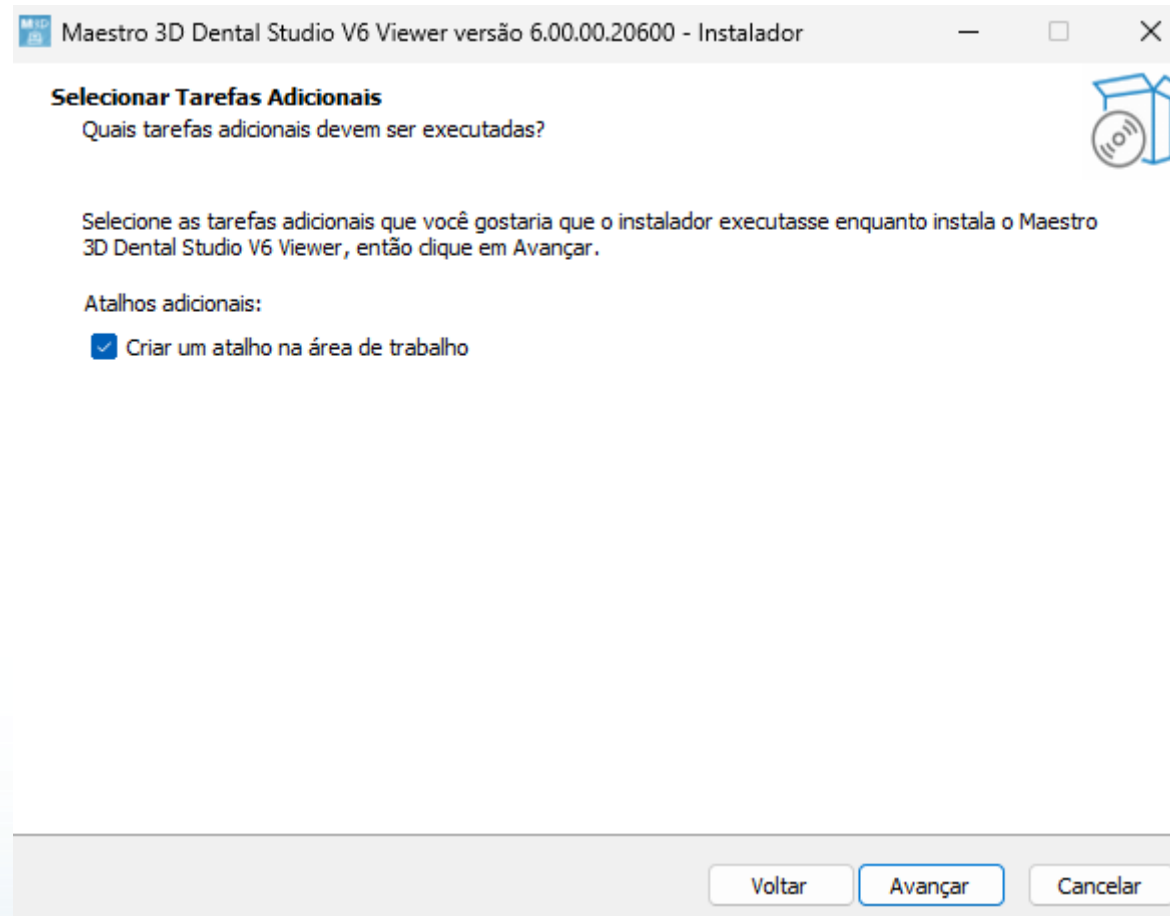 Maestro 3D Dental Studio V6 Viewer versão 6.00.00.20600 - Instalador
Selecionar Tarefas Adicionais
Quais tarefas adicionais devem ser executadas?
Selecione as tarefas adicionais que você gostaria que o instalador executasse enquanto instala o Maestro
3D Dental Studio V6 Viewer, então clique em Avançar.
Atalhos adicionais:
Criar um atalho na área de trabalho
Voltar Avançar Cancelar